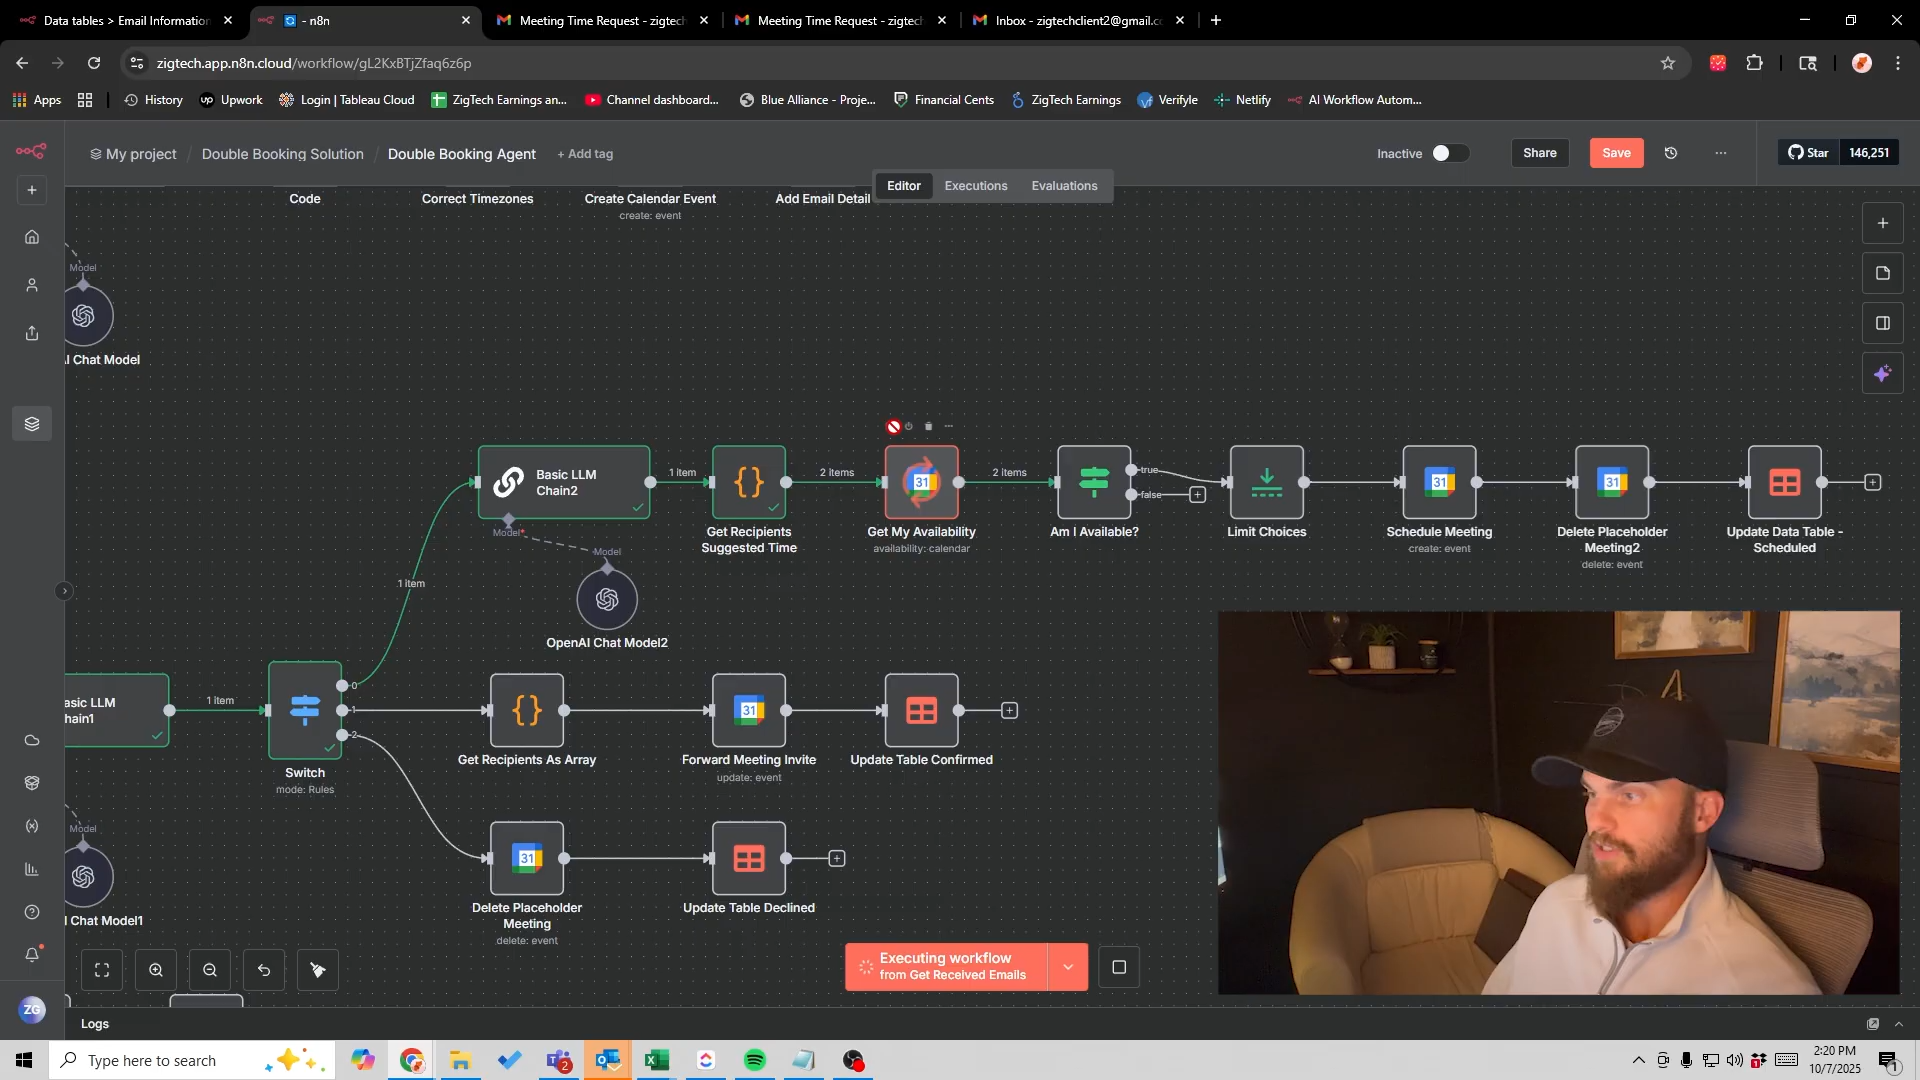 Data tables > Email Information
- n8n
Meeting Time Request - zigtech
Meeting Time Request - zigtech
Inbox - zigtechclient2@gmail.c
zigtech.app.n8n.cloud/workflow/gL2KxBTjZfaq6z6p
Apps
History
Upwork
Login | Tableau Cloud
ZigTech Earnings an...
Channel dashboard...
Blue Alliance - Proje...
Financial Cents
ZigTech Earnings
Verifyle
Netlify
AI Workflow Autom...
My project / Double Booking Solution / Double Booking Agent + Add tag
Inactive
Share
Save
Star
146,251
Editor
Executions
Evaluations
Code
Correct Timezones
Create Calendar Event
create: event
Add Email Detail
Model
I Chat Model
Basic LLM
Chain2
1 item
2 items
2 items
true
false
Model*
Model
Get Recipients
Suggested Time
Get My Availability
availability: calendar
Am I Available?
Limit Choices
Schedule Meeting
create: event
Delete Placeholder
Meeting2
delete: event
Update Data Table -
Scheduled
31
31
31
1 item
OpenAI Chat Model2
asic LLM
hain1
1 item
0
1
2
31
Switch
mode: Rules
Get Recipients As Array
Forward Meeting Invite
update: event
Update Table Confirmed
Model
31
I Chat Model1
Delete Placeholder
Meeting
delete: event
Update Table Declined
Executing workflow
from Get Received Emails
ZG
Logs
Type here to search
2
1
2:20 PM
10/7/2025
1